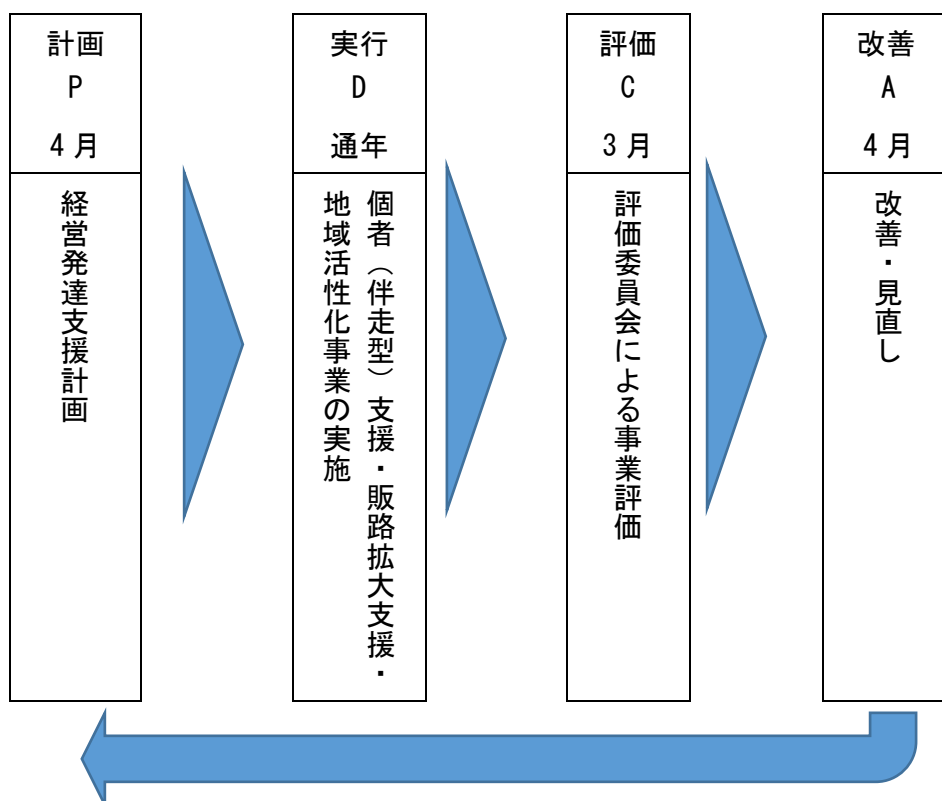 計画
P
4月
経営発達支援計画
実行
D
通年
個者（伴走型）支援・販路拡大支援・
地域活性化事業の実施
評価
C
3月
評価委員会による事業評価
改善
A
4月
改善・見直し